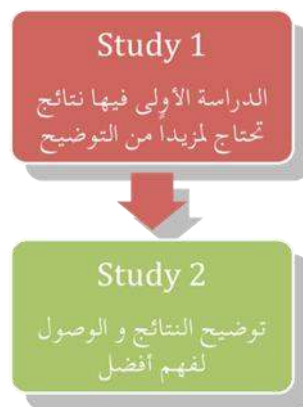 Study 1
الدراسة الأولى فيها نتائج
تحتاج لمزيداً من التوضيح
Study 2
توضيح النتائج و الوصول
لفهم أفضل